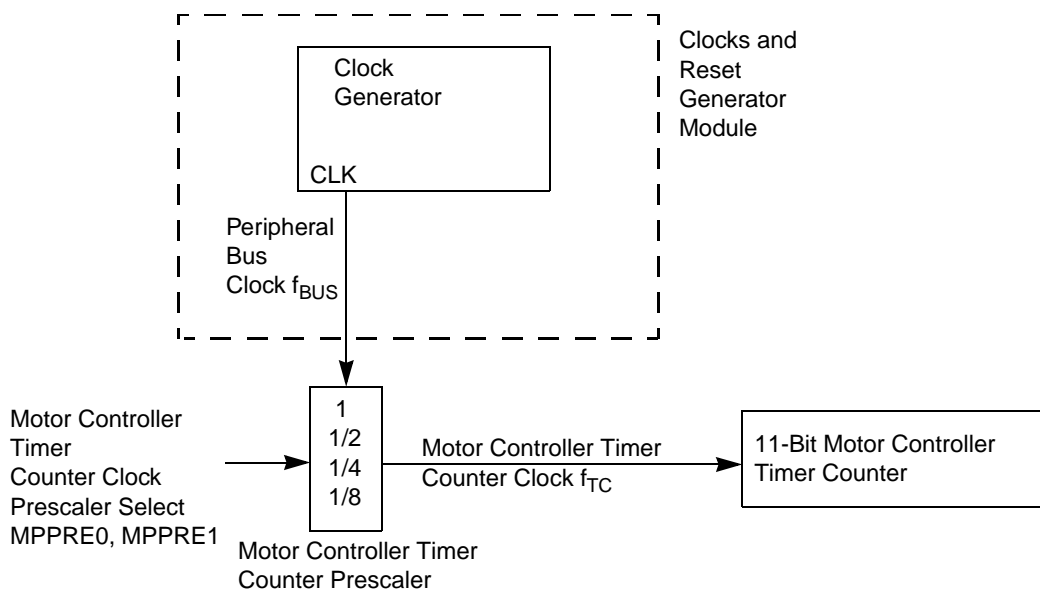 Clock
Generator
CLK
Clocks and
Reset
Generator
Module
Peripheral
Bus
Clock fBUS
Motor Controller
Timer
Counter Clock
Prescaler Select
MPPRE0, MPPRE1
1
1/2
1/4
1/8
Motor Controller Timer
Counter Prescaler
Motor Controller Timer
Counter Clock fTC
11-Bit Motor Controller
Timer Counter